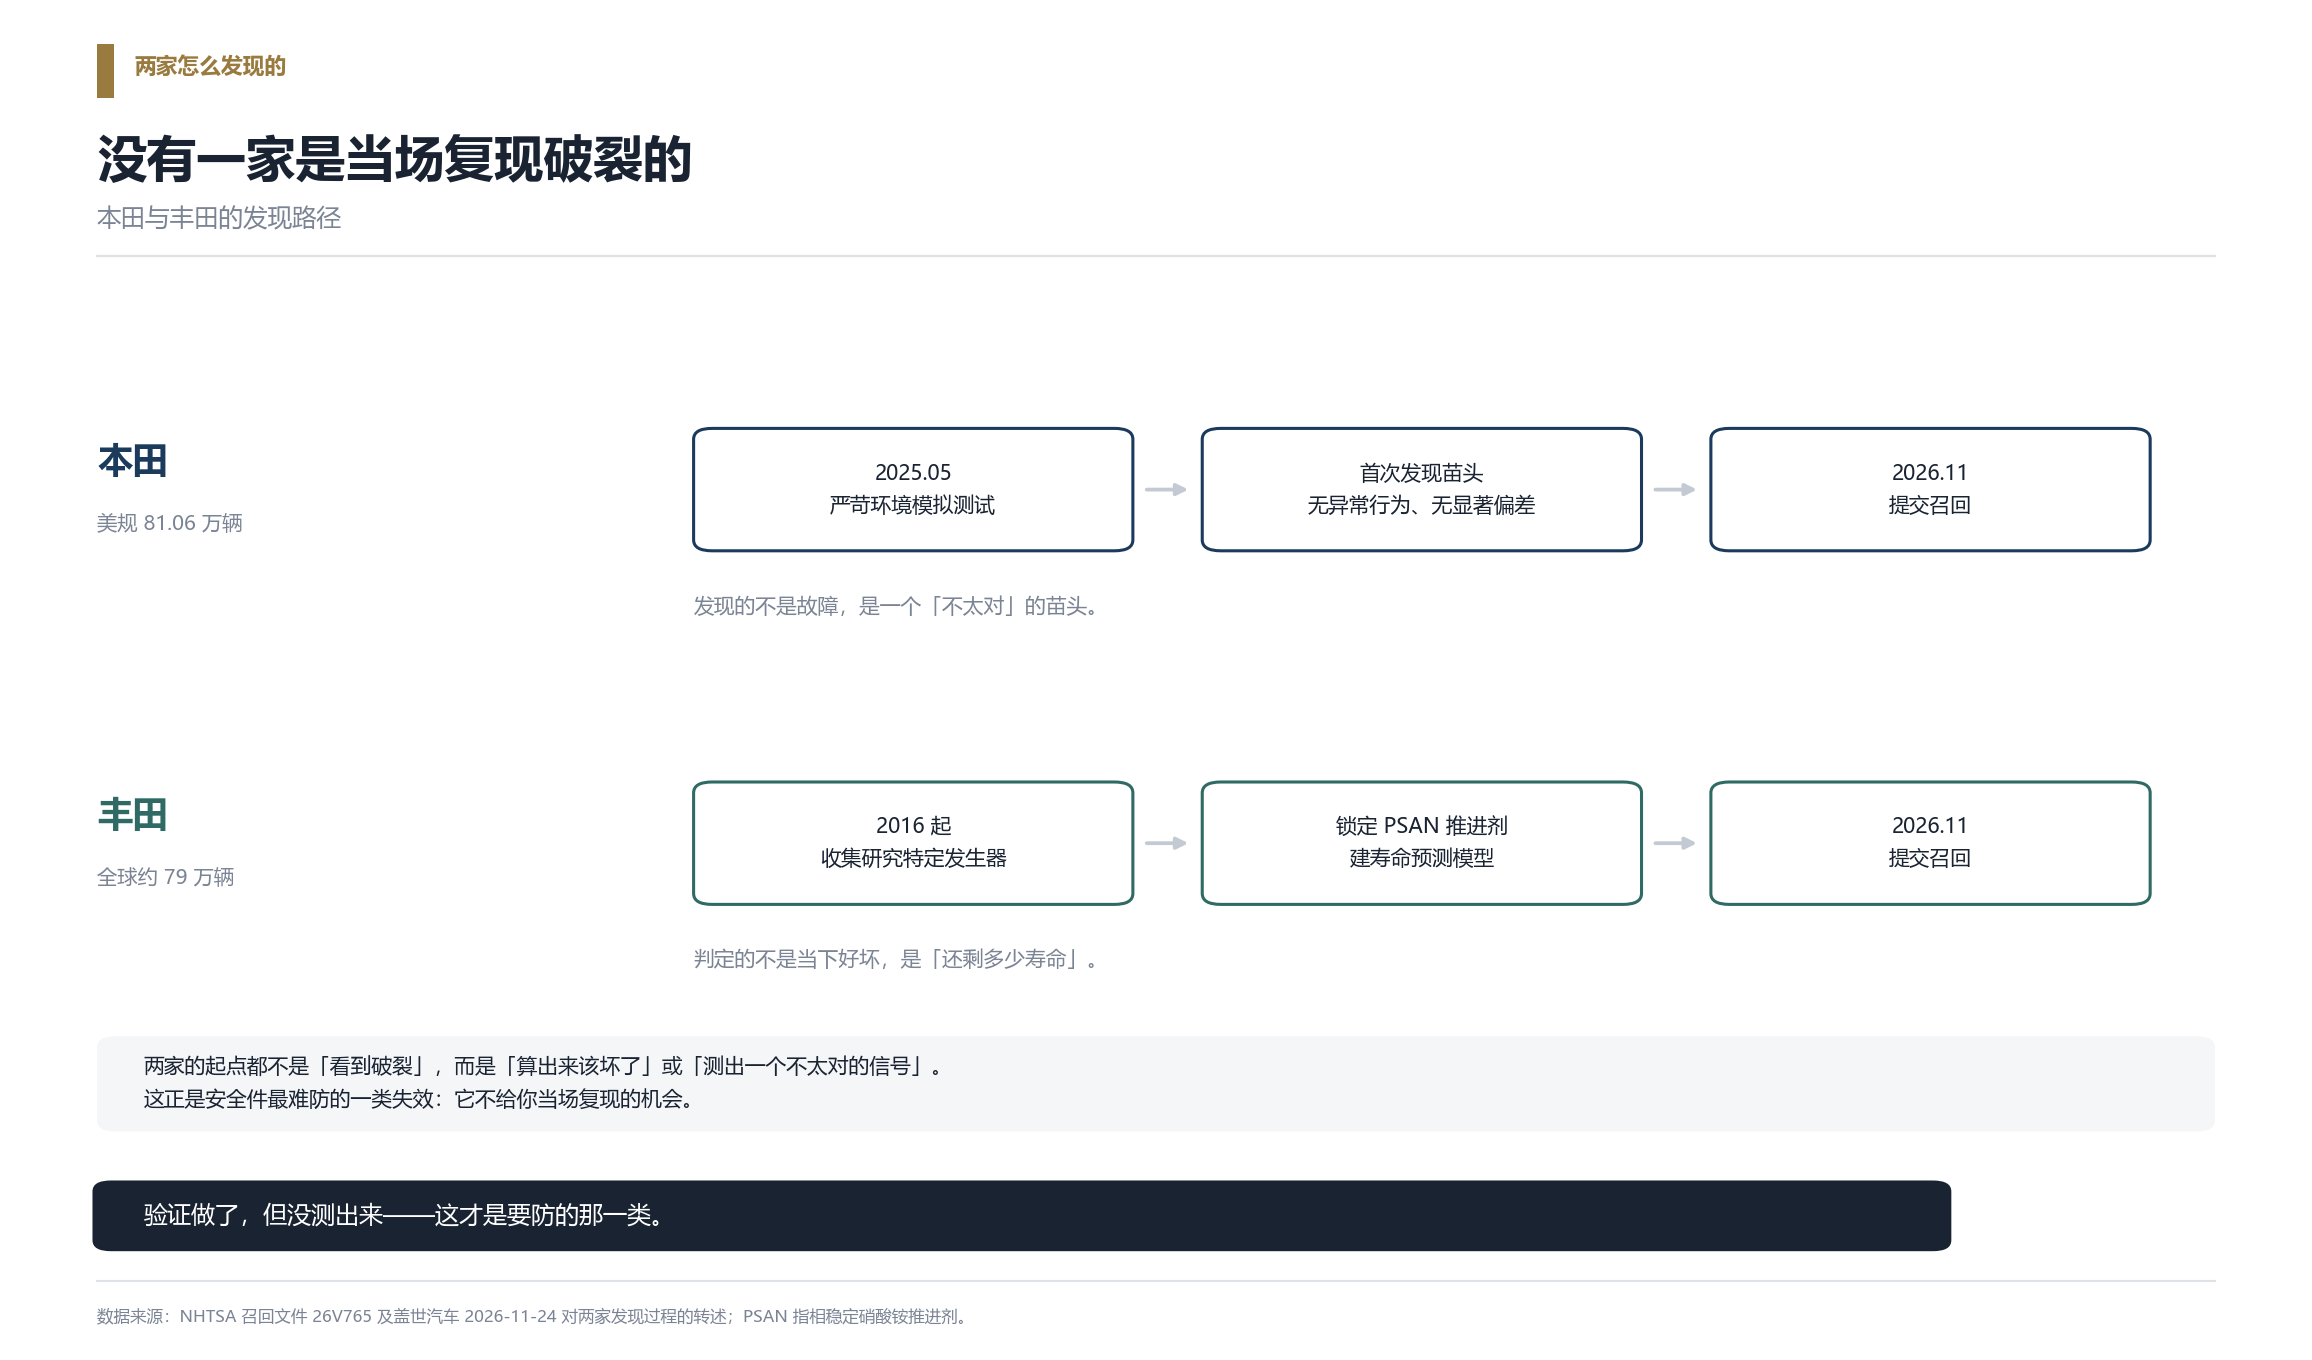 两家怎么发现的
没有一家是当场复现破裂的
本田与丰田的发现路径
本田
美规 81.06 万辆
2025.05
严苛环境模拟测试
首次发现苗头
无异常行为、无显著偏差
2026.11
提交召回
发现的不是故障，是一个「不太对」的苗头。
丰田
全球约 79 万辆
2016 起
收集研究特定发生器
锁定 PSAN 推进剂
建寿命预测模型
2026.11
提交召回
判定的不是当下好坏，是「还剩多少寿命」。
两家的起点都不是「看到破裂」，而是「算出来该坏了」或「测出一个不太对的信号」。
这正是安全件最难防的一类失效：它不给你当场复现的机会。
验证做了，但没测出来——这才是要防的那一类。
数据来源：NHTSA 召回文件 26V765 及盖世汽车 2026-11-24 对两家发现过程的转述；PSAN 指相稳定硝酸铵推进剂。